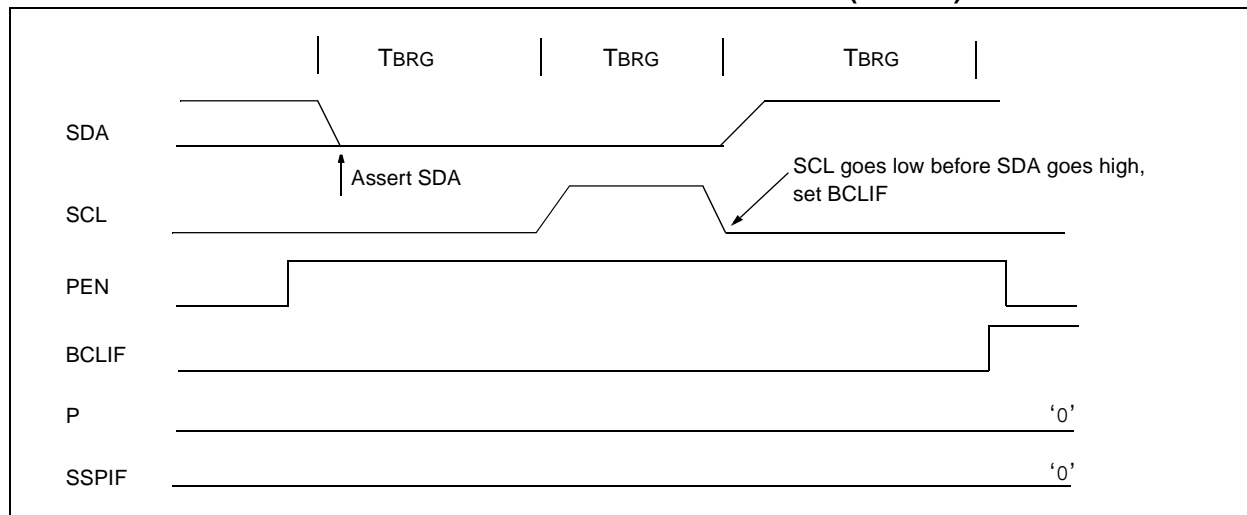 TBRG TBRG TBRG
SDA
Assert SDA
SCL goes low before SDA goes high,
set BCLIF
SCL
PEN
BCLIF
P
‘0’
SSPIF
‘0’